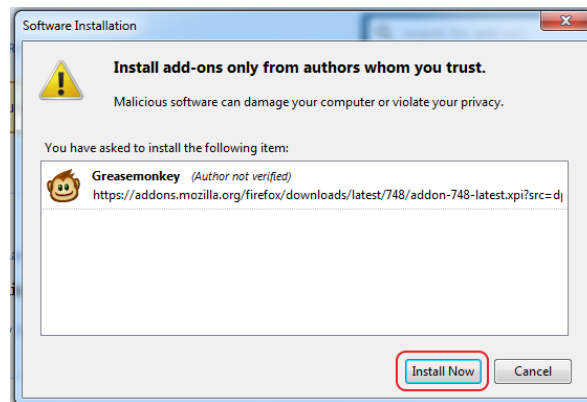 Software Installation
Install add-ons only from authors whom you trust.
Malicious software can damage your computer or violate your privacy.
You have asked to install the following item:
Greasemonkey (Author not verified)
https://addons.mozilla.org/firefox/downloads/latest/748/addon-748-latest.xpi?src=d
Install Now
Cancel